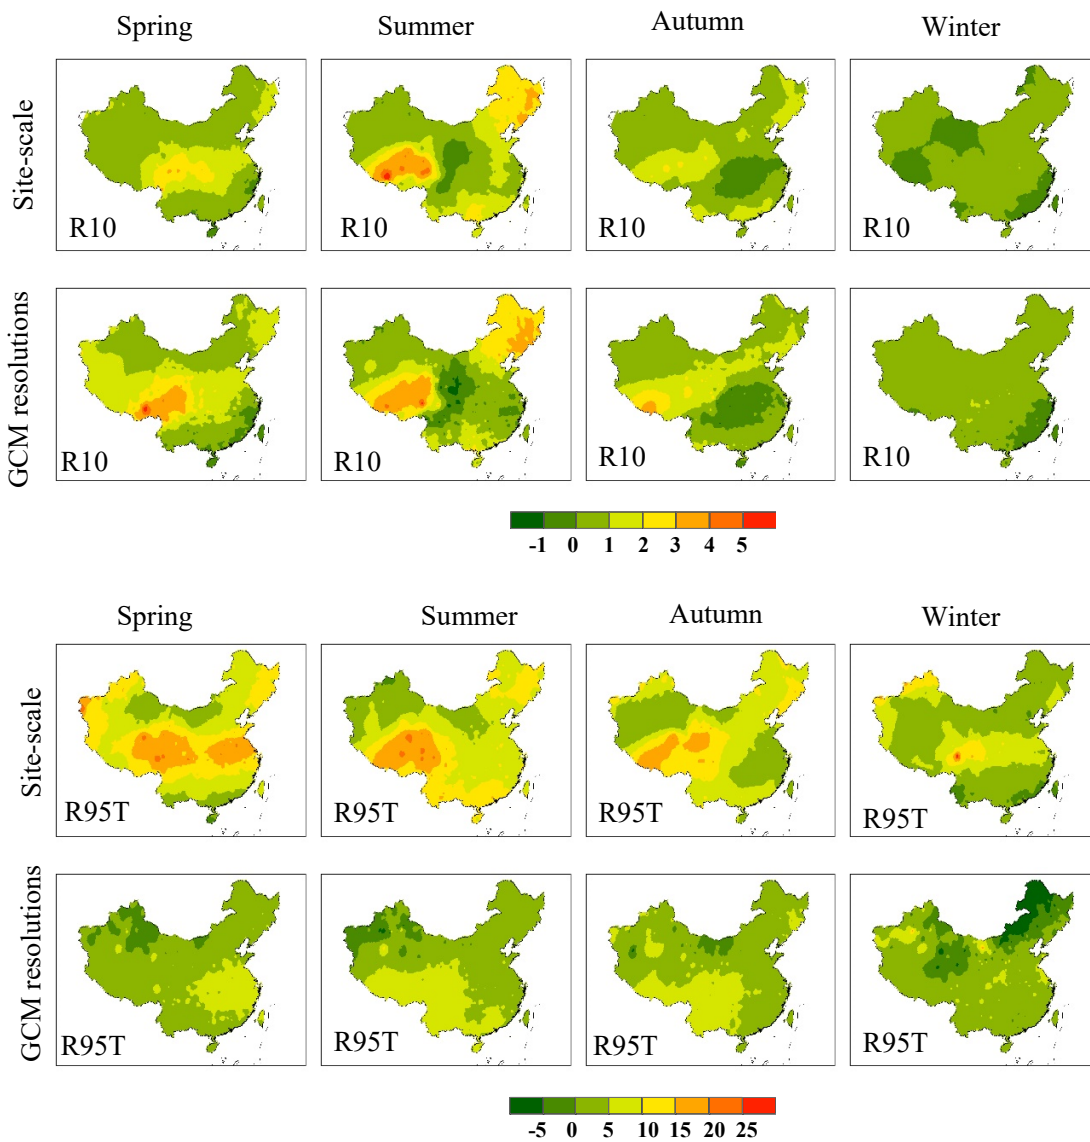 Spring Summer Autumn Winter
Site-scale
R10 R10 R10 R10
GCM resolutions
R10 R10 R10 R10
-1 0 1 2 3 4 5
Spring Summer Autumn Winter
Site-scale
R95T R95T R95T R95T
GCM resolutions
R95T R95T R95T R95T
-5 0 5 10 15 20 25